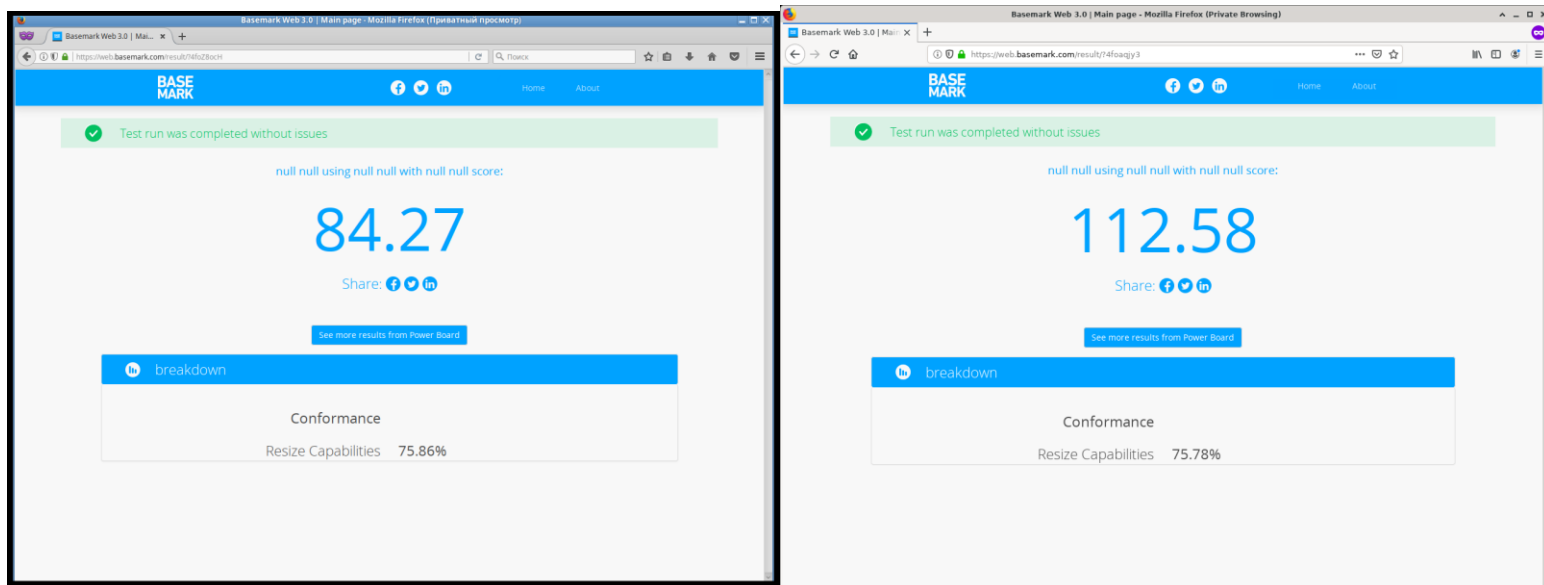 Basemark Web 3.0 | Main page - Mozilla Firefox (Приватный просмотр)
Basemark Web 3.0 | Mai...
https://web.basemark.com/result/?4foZ8ocH
Поиск
BASE
MARK
Home
About
Test run was completed without issues
null null using null null with null null score:
84.27
Share:
See more results from Power Board
breakdown
Conformance
Resize Capabilities 75.86%
Basemark Web 3.0 | Main page - Mozilla Firefox (Private Browsing)
Basemark Web 3.0 | Main
https://web.basemark.com/result/?4foaqjy3
BASE
MARK
Home
About
Test run was completed without issues
null null using null null with null null score:
112.58
Share:
See more results from Power Board
breakdown
Conformance
Resize Capabilities 75.78%